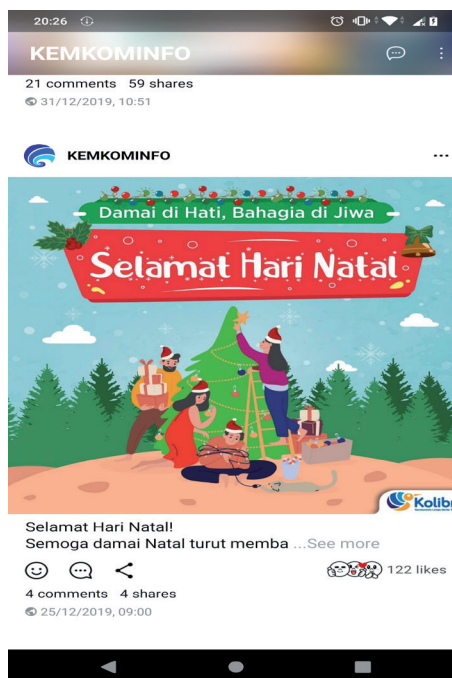 20:26
KEMKOMINFO
21 comments 59 shares
31/12/2019, 10:51
KEMKOMINFO
Damai di Hati, Bahagia di Jiwa
Selamat Hari Natal
Kolibr
Selamat Hari Natal!
Semoga damai Natal turut memba ...See more
122 likes
4 comments 4 shares
25/12/2019, 09:00